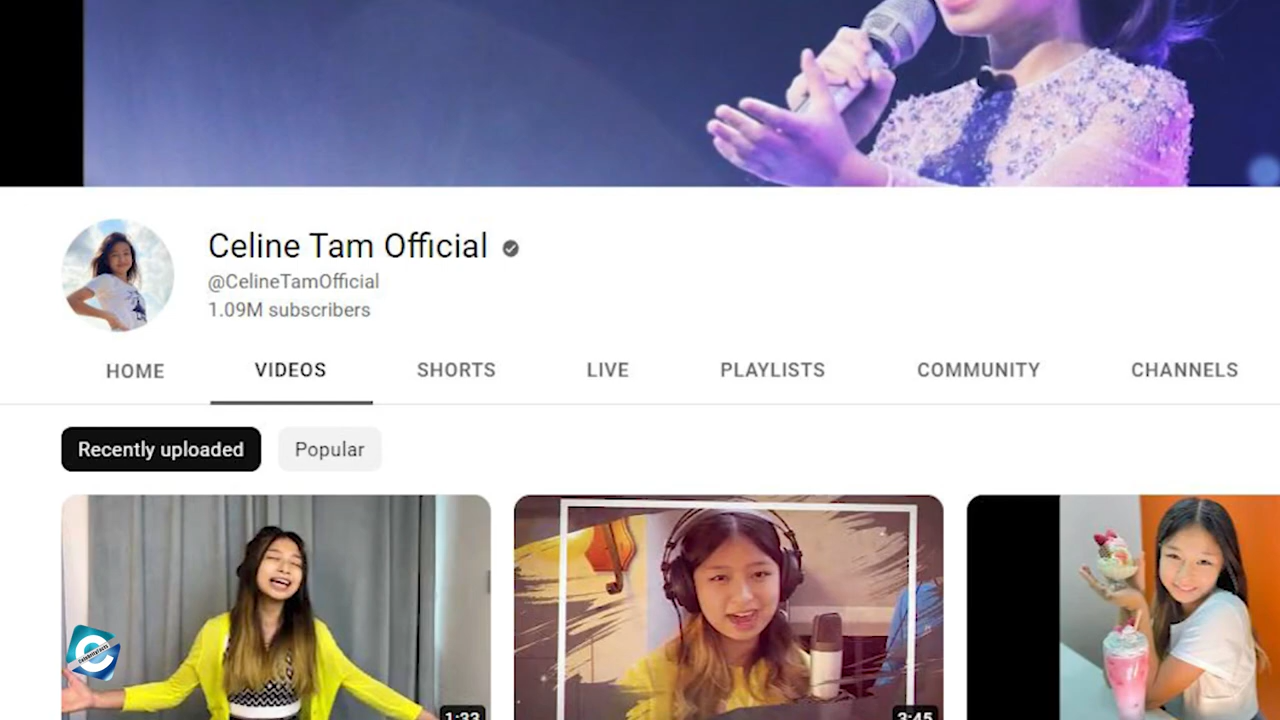 Celine Tam Official
@CelineTamOfficial
1.09M subscribers
HOME VIDEOS SHORTS LIVE PLAYLISTS COMMUNITY CHANNELS
Recently uploaded Popular
1:33 3:45